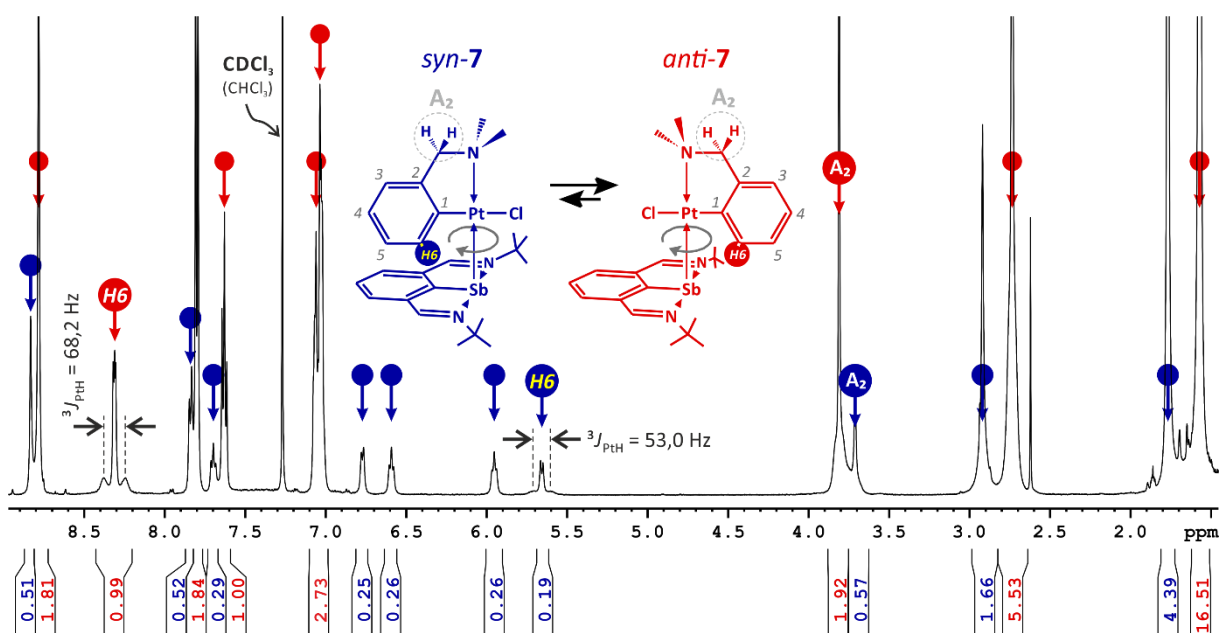 CDCl₃
(CHCl₃)
syn-7
A₂
H H
N
3
2
4
1
Pt Cl
5
H6
N
Sb
N
anti-7
A₂
H H
N
2
3
Cl Pt
1
4
H6
5
N
Sb
N
H6
³J_PtH = 68,2 Hz
A₂
A₂
H6
³J_PtH = 53,0 Hz
8.5 8.0 7.5 7.0 6.5 6.0 5.5 5.0 4.5 4.0 3.5 3.0 2.5 2.0 ppm
0.51 1.81 0.99 0.52 1.84 0.29 1.00 2.73 0.25 0.26 0.26 0.19 1.92 0.57 1.66 5.53 4.39 16.51